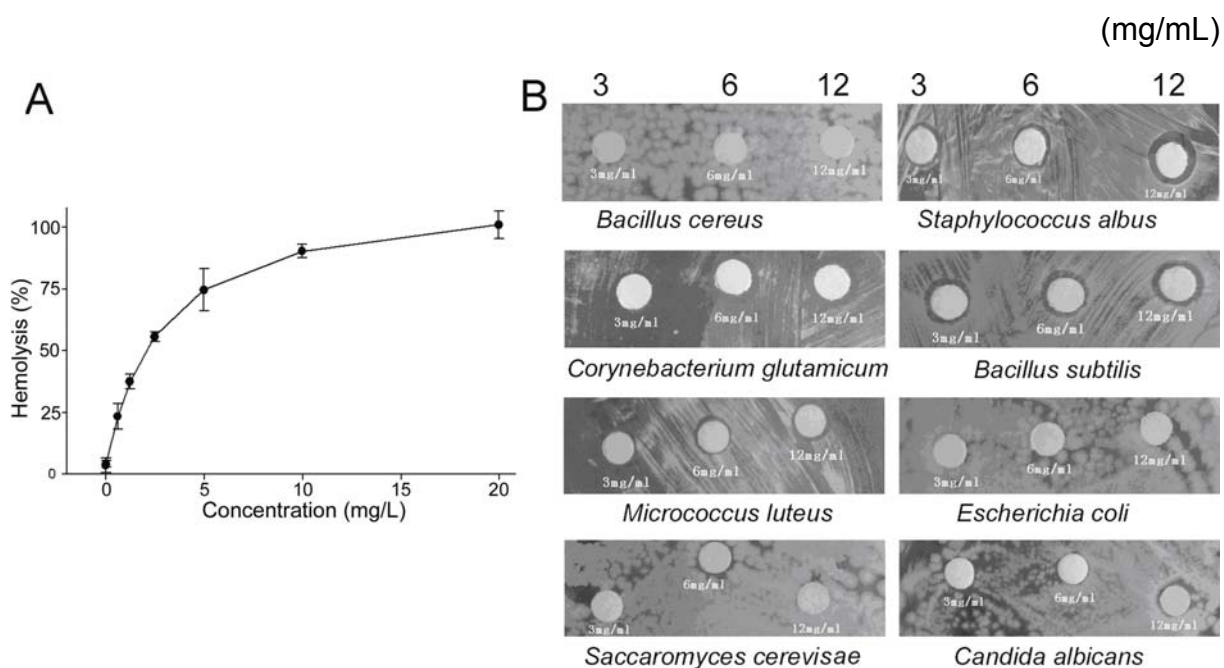 (mg/mL)
A
Hemolysis (%)
100
75
50
25
0
0 5 10 15 20
Concentration (mg/L)
B
3 6 12 3 6 12
3mg/ml 6mg/ml 12mg/ml
Bacillus cereus
3mg/ml 6mg/ml 12mg/ml
Staphylococcus albus
3mg/ml 6mg/ml 12mg/ml
Corynebacterium glutamicum
3mg/ml 6mg/ml 12mg/ml
Bacillus subtilis
3mg/ml 6mg/ml 12mg/ml
Micrococcus luteus
3mg/ml 6mg/ml 12mg/ml
Escherichia coli
3mg/ml 6mg/ml 12mg/ml
Saccaromyces cerevisae
3mg/ml 6mg/ml 12mg/ml
Candida albicans